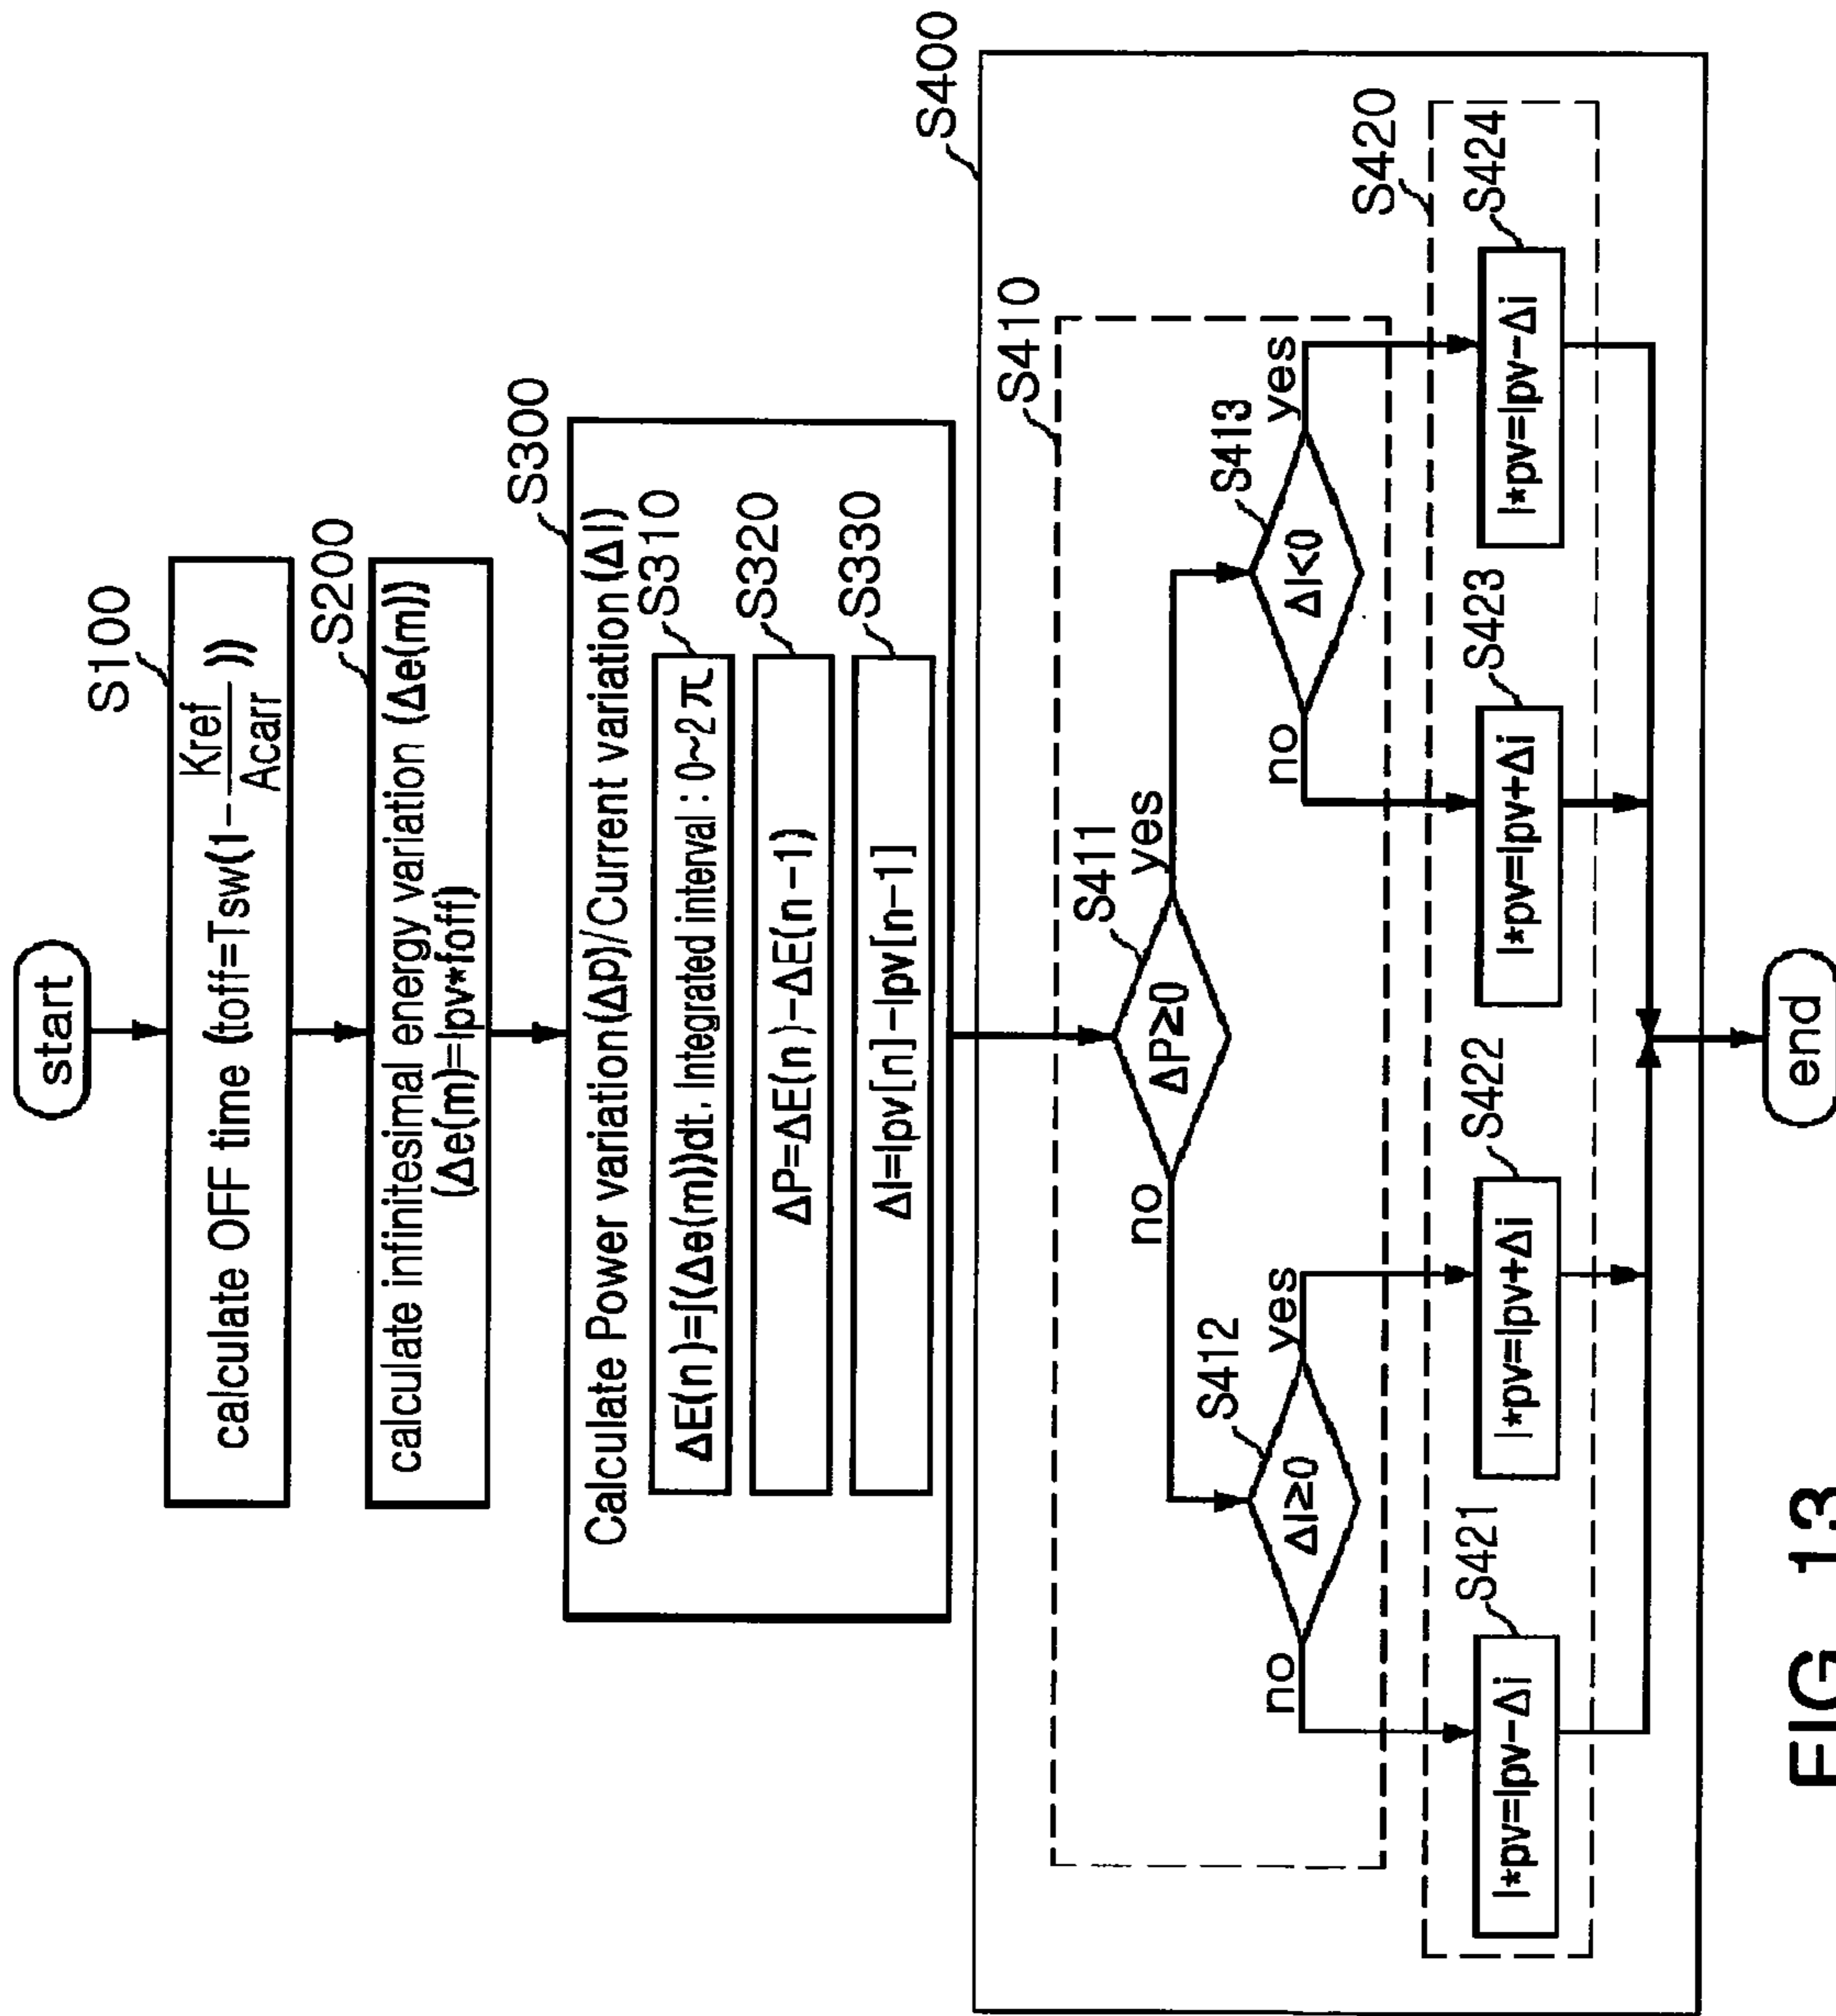 start
S100
calculate OFF time (toff=Tsw(1-Kref/Acarr))
S200
calculate infinitesimal energy variation (Δe(m))
(Δe(m)=Ipv*foff)
S300
Calculate Power variation(Δp)/Current variation (ΔI)
S310
ΔE(n)=∫(Δe(m))dt. Integrated interval : 0~2π
S320
ΔP=ΔE(n)-ΔE(n-1)
S330
ΔI=Ipv[n]-Ipv[n-1]
S400
S410
S411
ΔP≥0
no
yes
S412
ΔI≥0
no
yes
S413
ΔI<0
no
yes
S420
S421
I*pv=Ipv-Δi
S422
I*pv=Ipv+Δi
S423
I*pv=Ipv+Δi
S424
I*pv=Ipv-Δi
end
FIG. 13